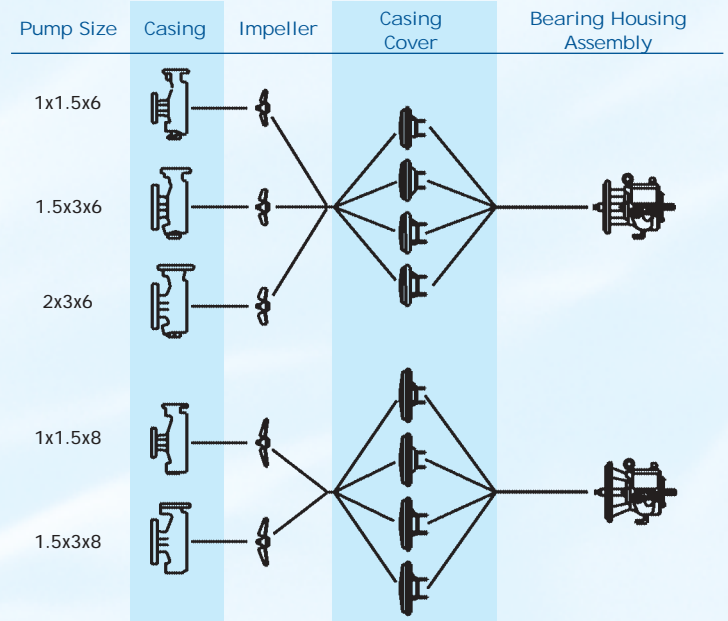 Pump Size
Casing
Impeller
Casing
Cover
Bearing Housing
Assembly
1x1.5x6
1.5x3x6
2x3x6
1x1.5x8
1.5x3x8